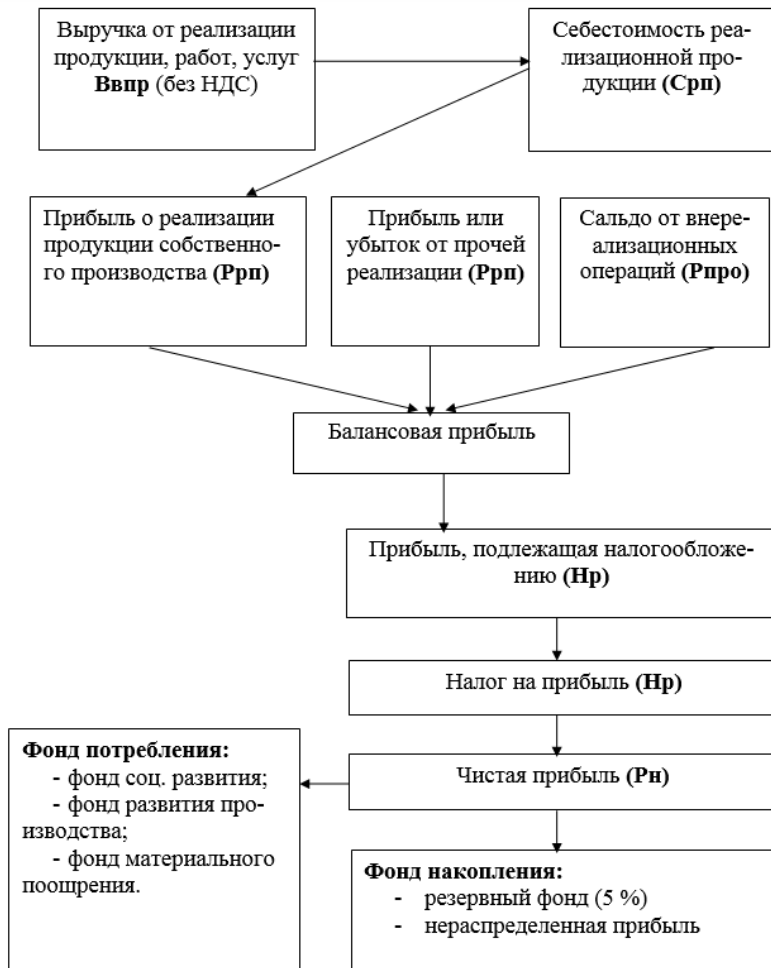 Выручка от реализации
продукции, работ, услуг
Ввпр (без НДС)
Себестоимость реа-
лизационной про-
дукции (Срп)
Прибыль о реализации
продукции собственно-
го производства (Ррп)
Прибыль или
убыток от прочей
реализации (Ррп)
Сальдо от внере-
ализационных
операций (Рпро)
Балансовая прибыль
Прибыль, подлежащая налогообложе-
нию (Нр)
Налог на прибыль (Нр)
Фонд потребления:
- фонд соц. развития;
- фонд развития про-
изводства;
- фонд материального
поощрения.
Чистая прибыль (Рн)
Фонд накопления:
- резервный фонд (5 %)
- нераспределенная прибыль